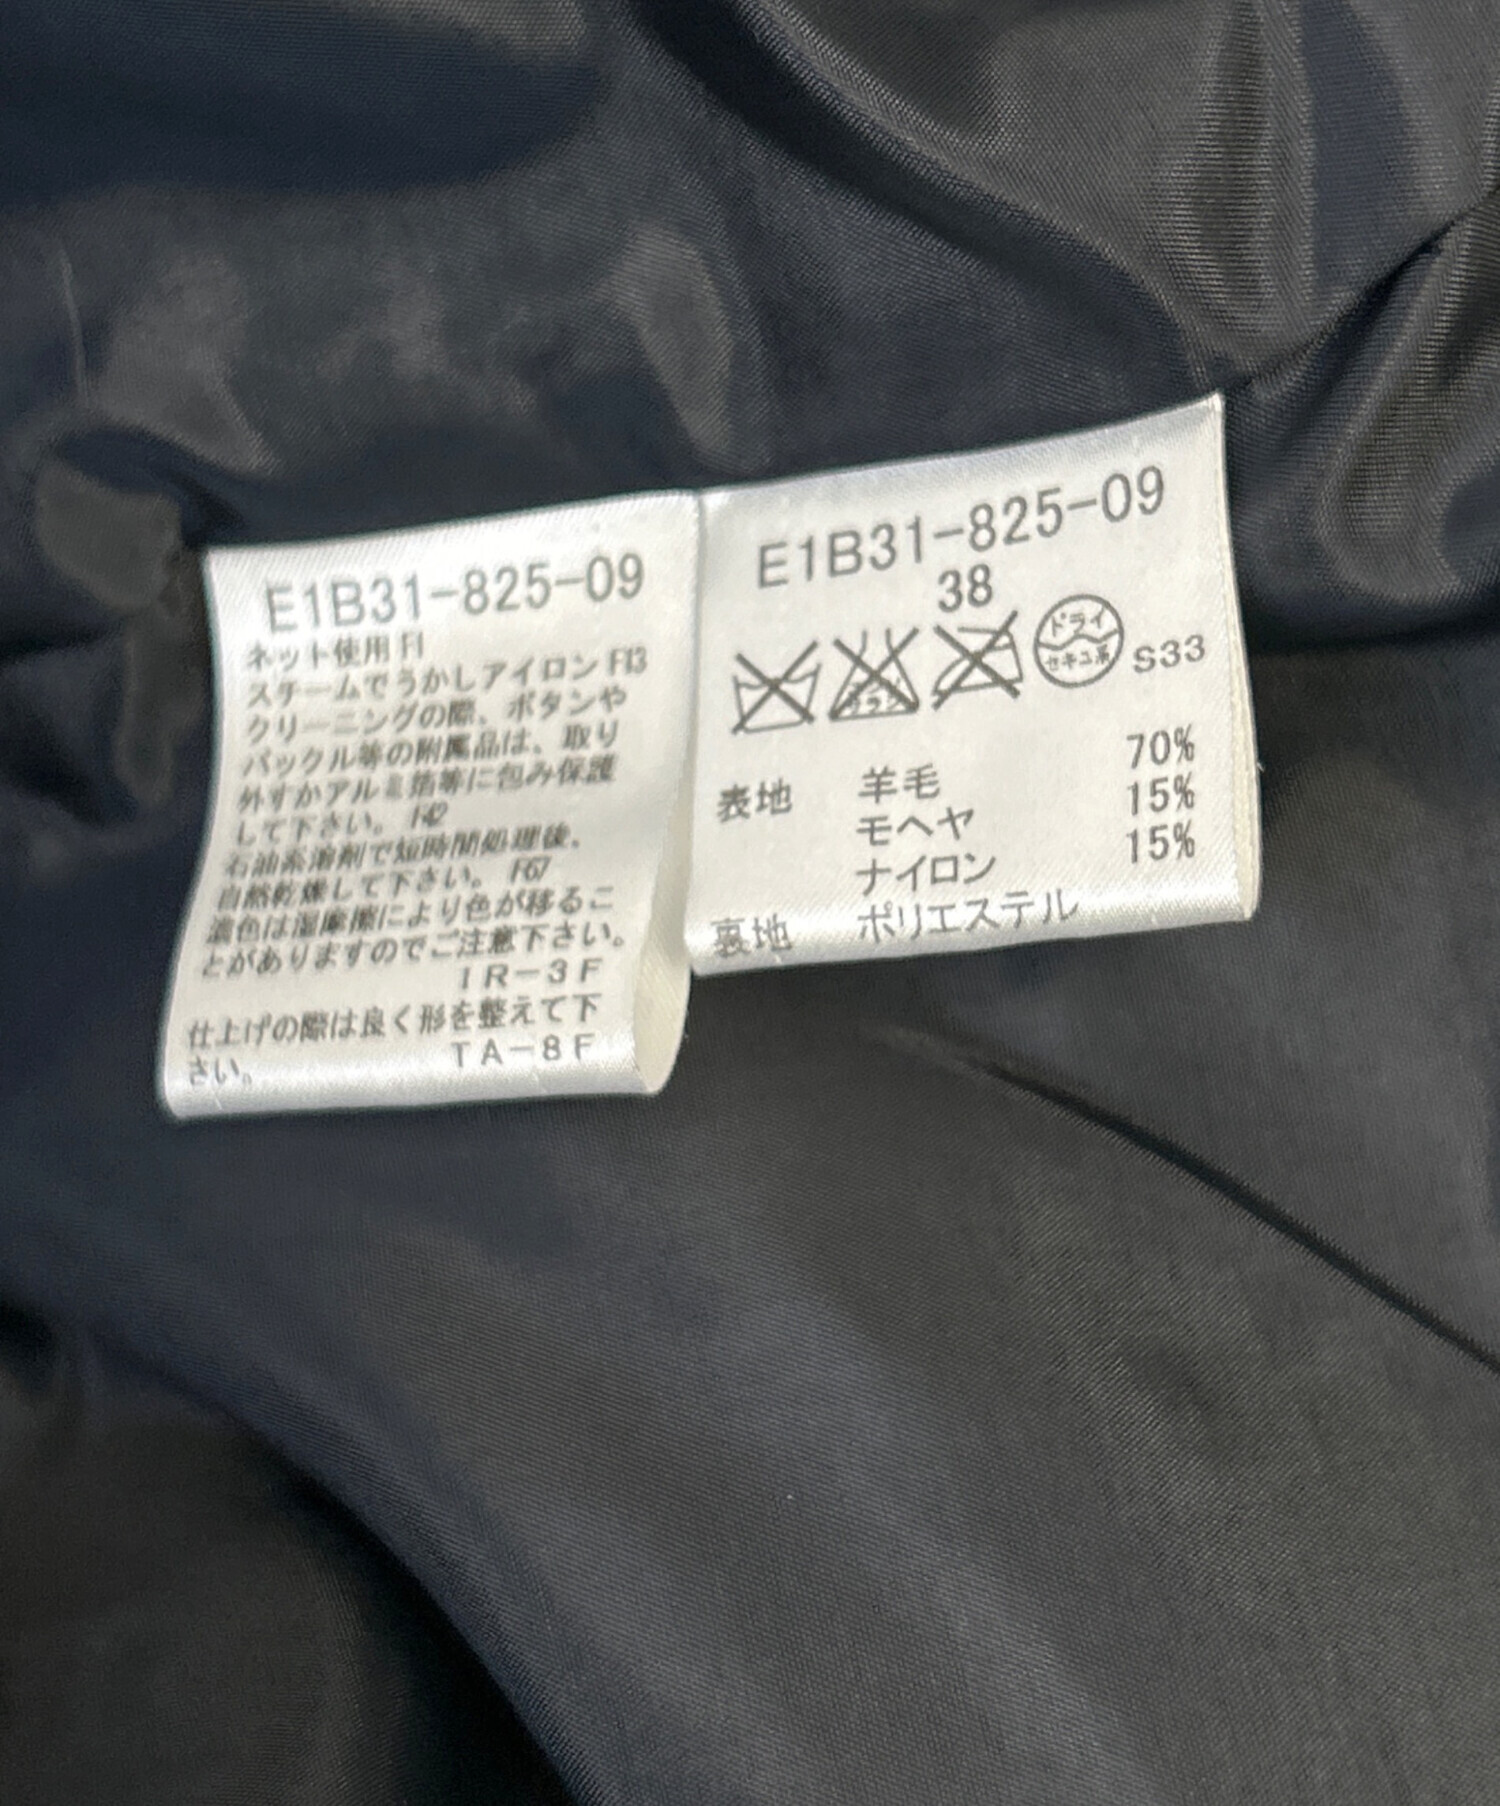 E1B31-825-09
ネット使用 F1
スチームでうかしアイロン F13
クリーニングの際、ボタンや
バックル等の附属品は、取り
外すかアルミ箔等に包み保護
して下さい。 F42
石油系溶剤で短時間処理後、
自然乾燥して下さい。 F67
濃色は湿摩擦により色が移るこ
とがありますのでご注意下さい。
IR-3F
仕上げの際は良く形を整えて下
さい。 TA-8F
E1B31-825-09
38
エンソ サラシ
ドライ
セキユ系
S33
表地 羊毛 70%
モヘヤ 15%
ナイロン 15%
裏地 ポリエステル